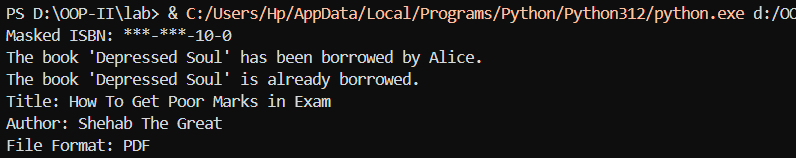 PS D:\OOP-II\lab> & C:/Users/Hp/AppData/Local/Programs/Python/Python312/python.exe d:/OO
Masked ISBN: ***-***-10-0
The book 'Depressed Soul' has been borrowed by Alice.
The book 'Depressed Soul' is already borrowed.
Title: How To Get Poor Marks in Exam
Author: Shehab The Great
File Format: PDF